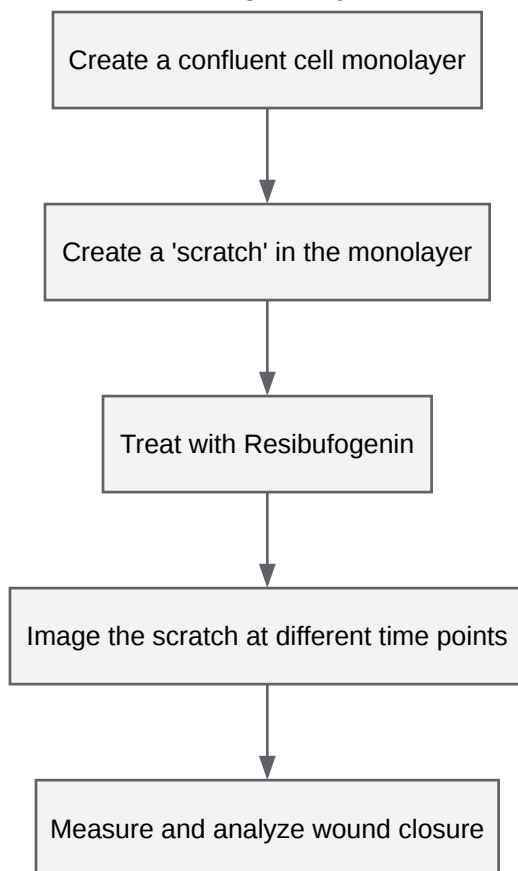 Create a confluent cell monolayer
Create a 'scratch' in the monolayer
Treat with Resibufogenin
Image the scratch at different time points
Measure and analyze wound closure